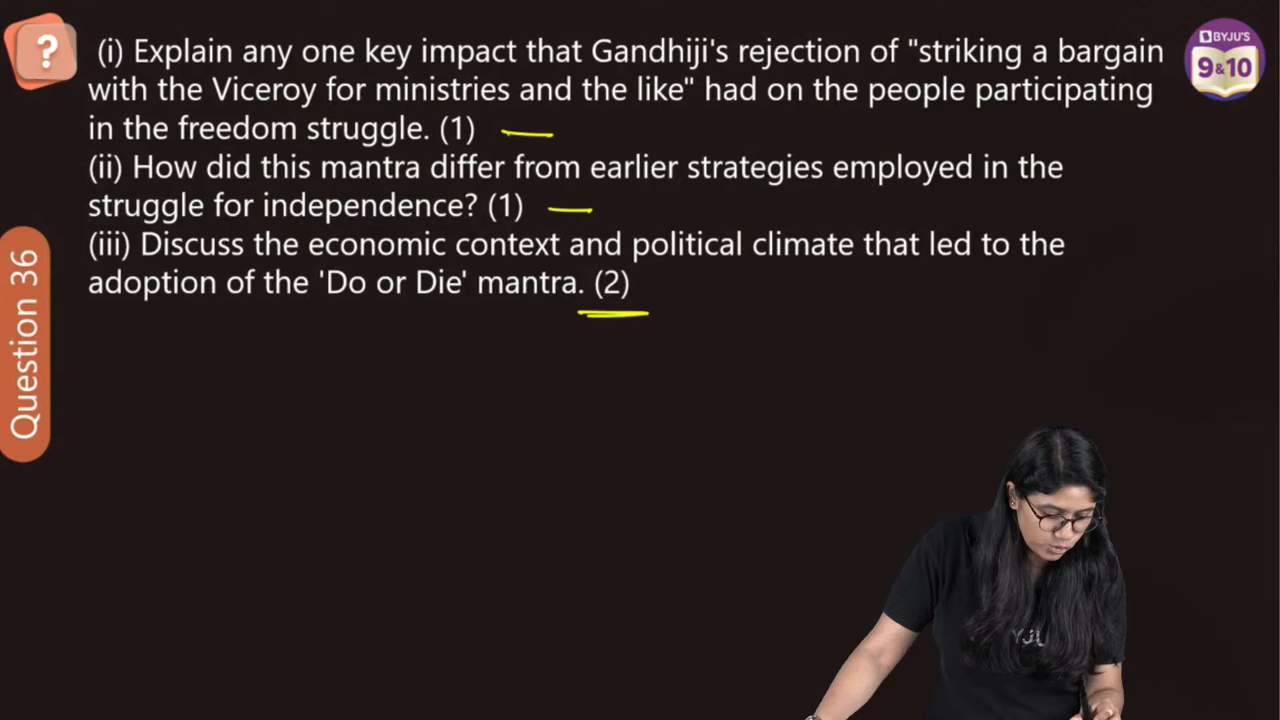 ?
(i) Explain any one key impact that Gandhiji's rejection of "striking a bargain
with the Viceroy for ministries and the like" had on the people participating
in the freedom struggle. (1)
(ii) How did this mantra differ from earlier strategies employed in the
struggle for independence? (1)
(iii) Discuss the economic context and political climate that led to the
adoption of the 'Do or Die' mantra. (2)
Question 36
BYJU'S
9&10
YJU